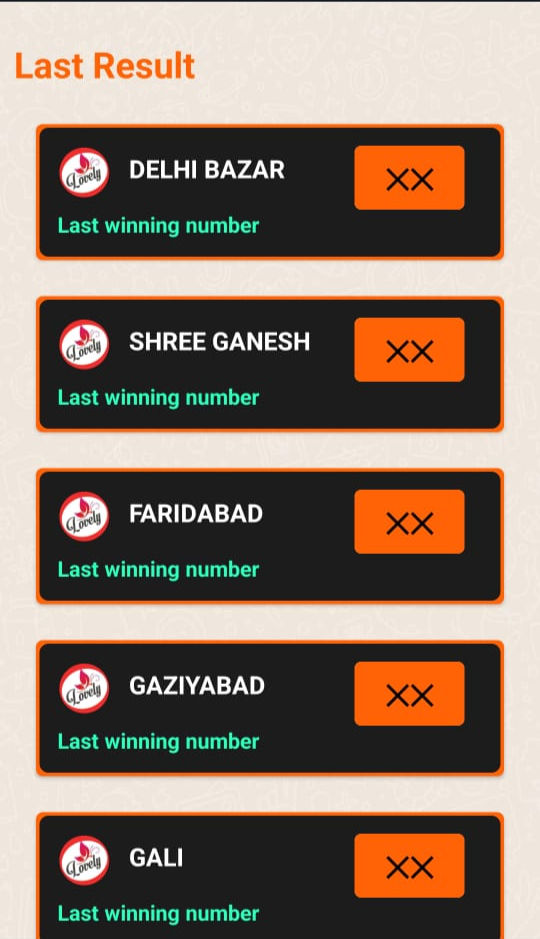 Last Result
Lovely
DELHI BAZAR
XX
Last winning number
Lovely
SHREE GANESH
XX
Last winning number
Lovely
FARIDABAD
XX
Last winning number
Lovely
GAZIYABAD
XX
Last winning number
Lovely
GALI
XX
Last winning number